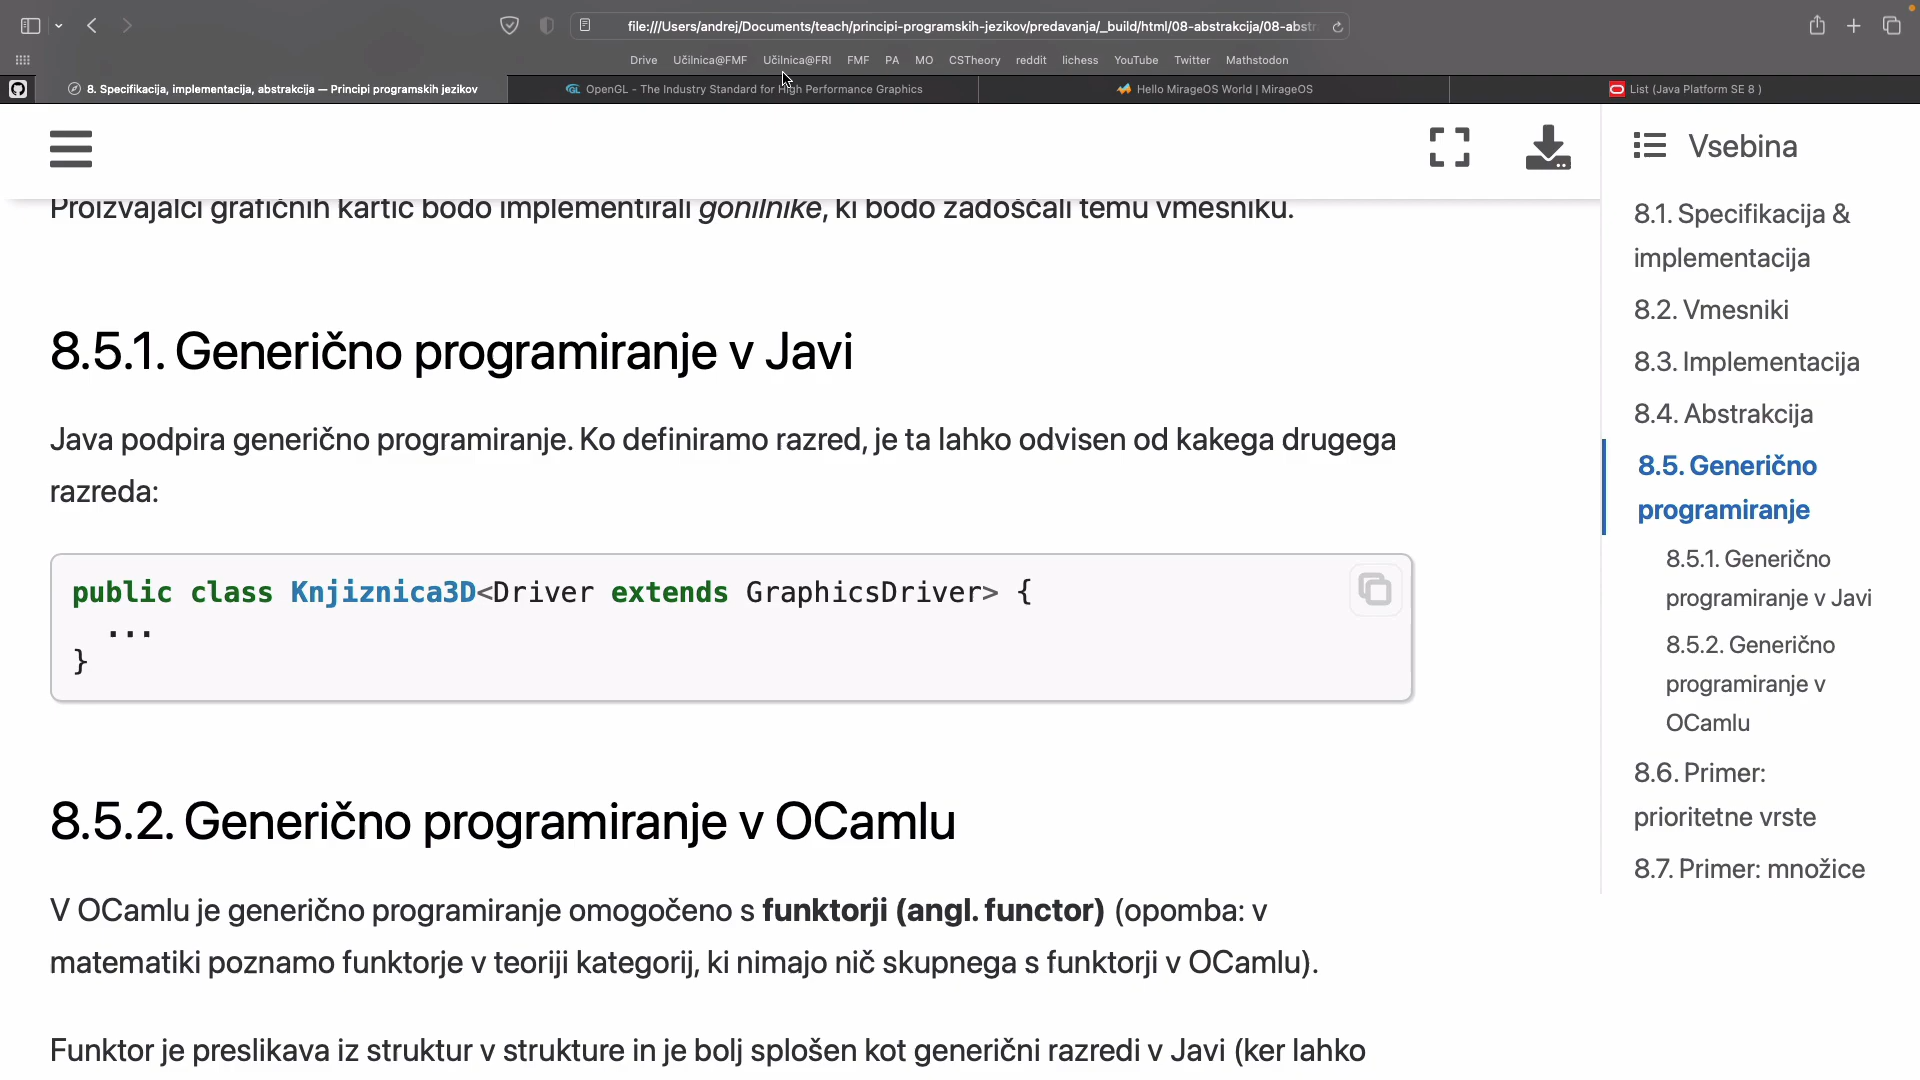 file:///Users/andrej/Documents/teach/principi-programskih-jezikov/predavanja/_build/html/08-abstrakcija/08-abstr
Drive Učilnica@FMF Učilnica@FRI FMF PA MO CSTheory reddit lichess YouTube Twitter Mathstodon
8. Specifikacija, implementacija, abstrakcija — Principi programskih jezikov
OpenGL - The Industry Standard for High Performance Graphics
Hello MirageOS World | MirageOS
List (Java Platform SE 8 )
Proizvajalci grafičnih kartic bodo implementirali gonilnike, ki bodo zadoščali temu vmesniku.
8.5.1. Generično programiranje v Javi
Java podpira generično programiranje. Ko definiramo razred, je ta lahko odvisen od kakega drugega
razreda:
public class Knjiznica3D<Driver extends GraphicsDriver> {
...
}
8.5.2. Generično programiranje v OCamlu
V OCamlu je generično programiranje omogočeno s funktorji (angl. functor) (opomba: v
matematiki poznamo funktorje v teoriji kategorij, ki nimajo nič skupnega s funktorji v OCamlu).
Funktor je preslikava iz struktur v strukture in je bolj splošen kot generični razredi v Javi (ker lahko
Vsebina
8.1. Specifikacija &
implementacija
8.2. Vmesniki
8.3. Implementacija
8.4. Abstrakcija
8.5. Generično
programiranje
8.5.1. Generično
programiranje v Javi
8.5.2. Generično
programiranje v
OCamlu
8.6. Primer:
prioritetne vrste
8.7. Primer: množice